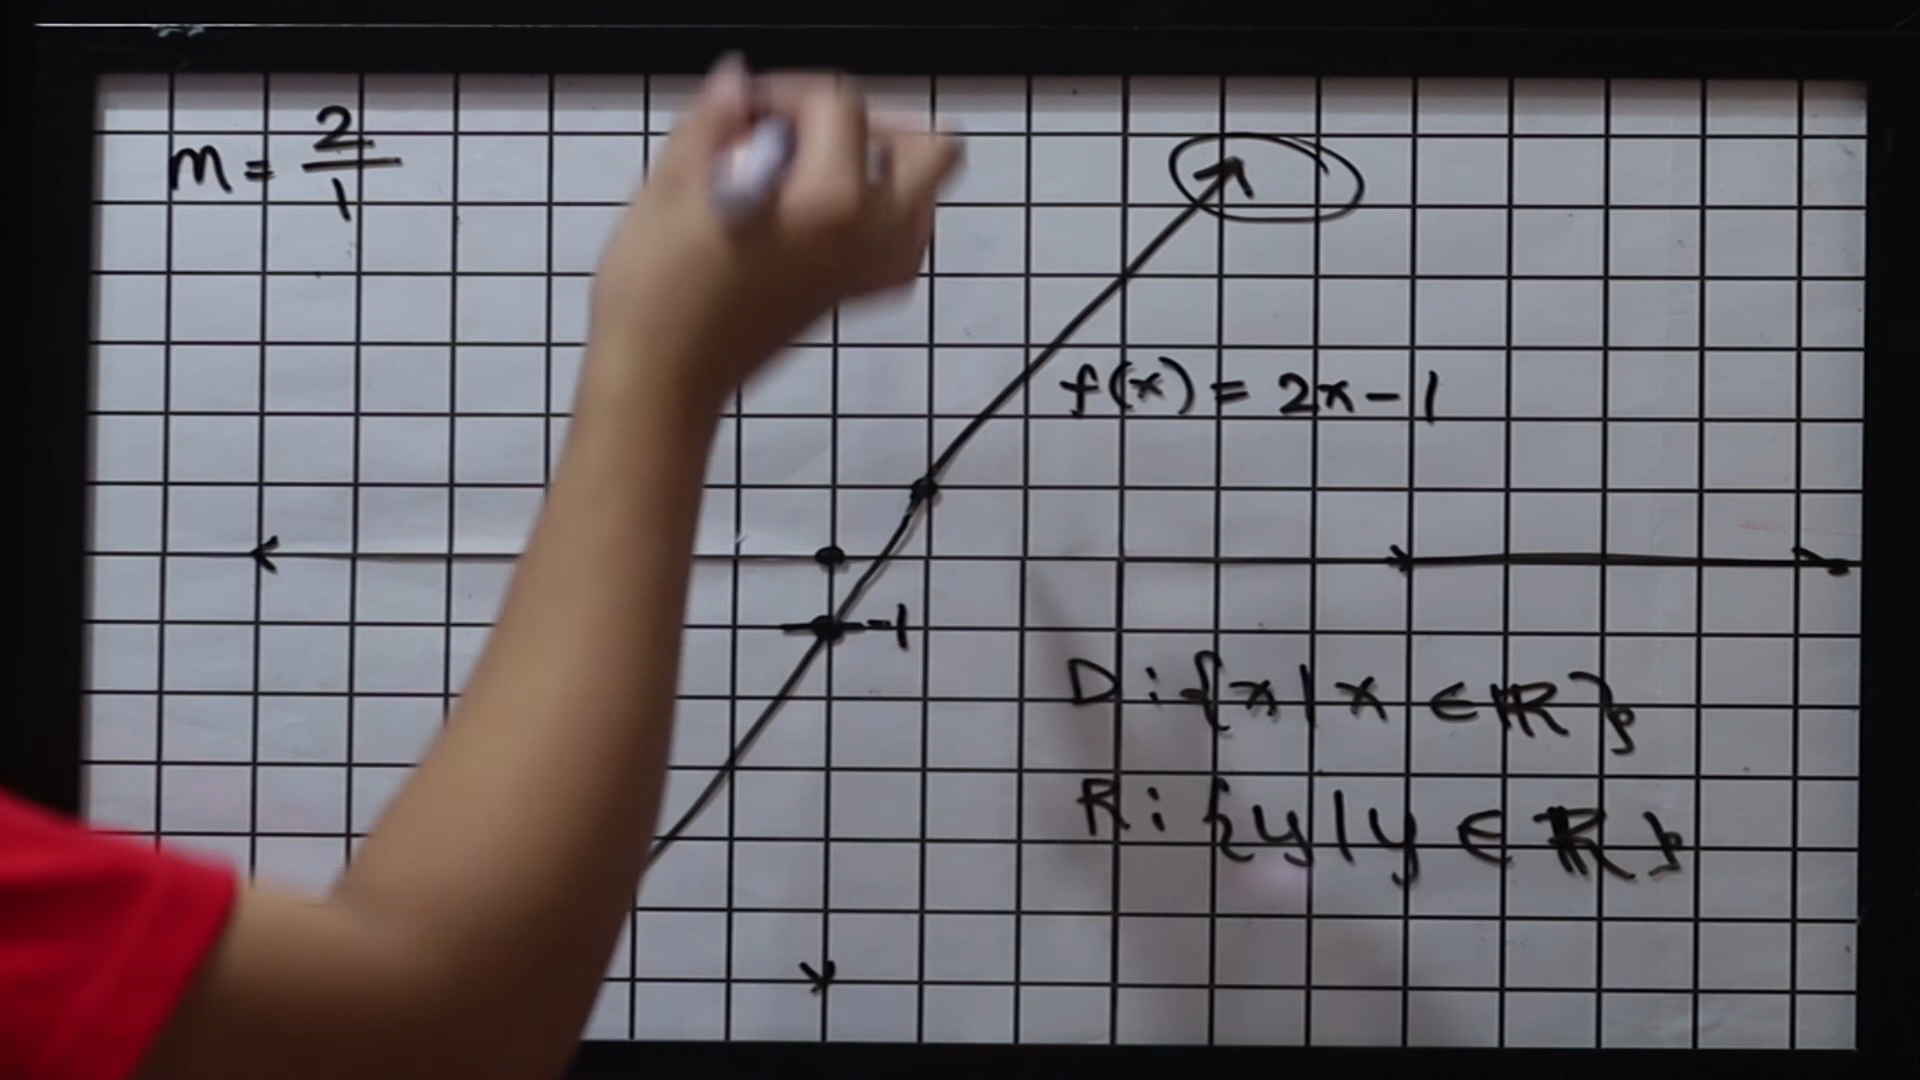 m = 2/1
f(x) = 2x - 1
-1
D : {x | x ∈ ℝ}
R : {y | y ∈ ℝ}